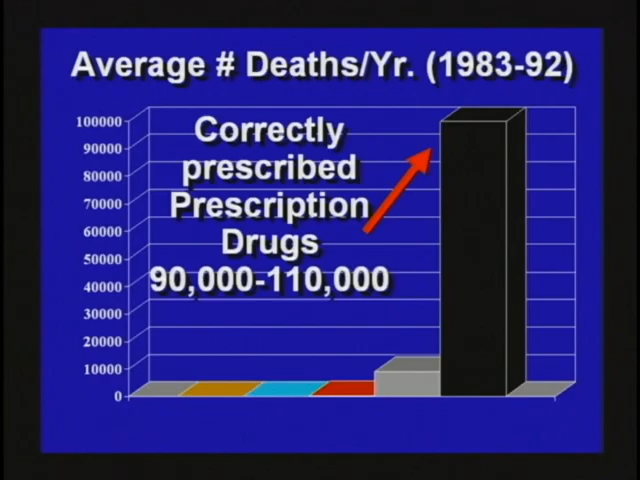 Average # Deaths/Yr. (1983-92)
100000
90000
80000
70000
60000
50000
40000
30000
20000
10000
0
Correctly
prescribed
Prescription
Drugs
90,000-110,000